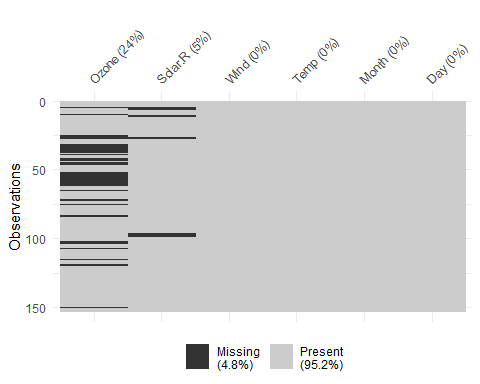 Ozone (24%)
Solar.R (5%)
Wind (0%)
Temp (0%)
Month (0%)
Day (0%)
0
50
100
150
Observations
Missing
(4.8%)
Present
(95.2%)